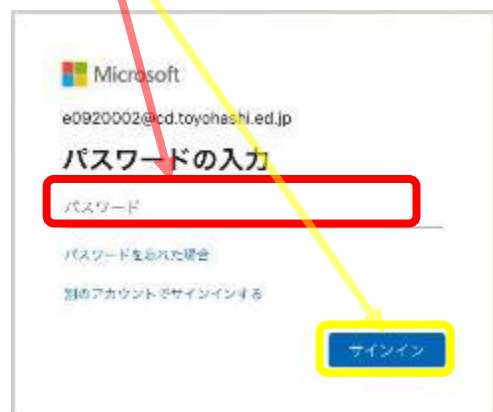 Microsoft
e0920002@cd.toyohashi.ed.jp
パスワードの入力
パスワード
パスワードを忘れた場合
別のアカウントでサインインする
サインイン